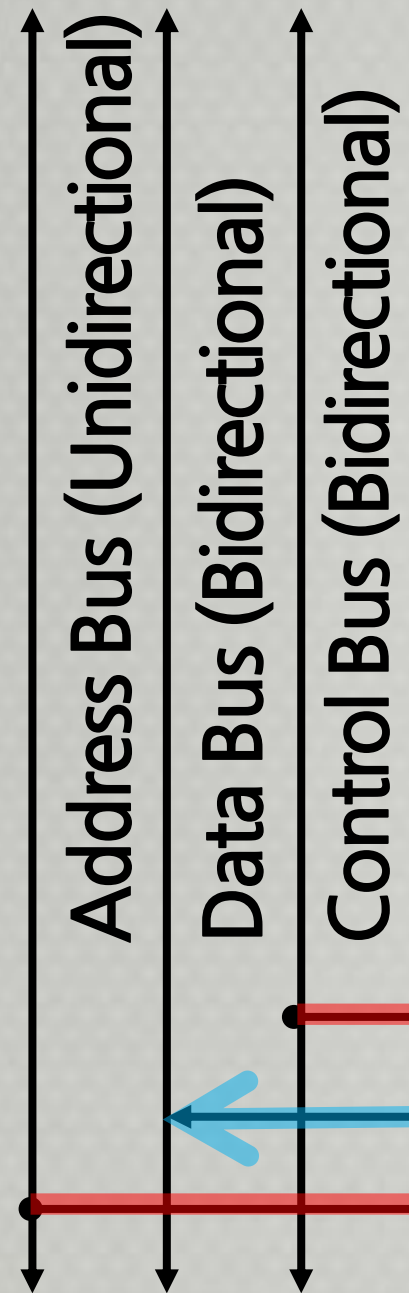 Address Bus (Unidirectional)
Data Bus (Bidirectional)
Control Bus (Bidirectional)